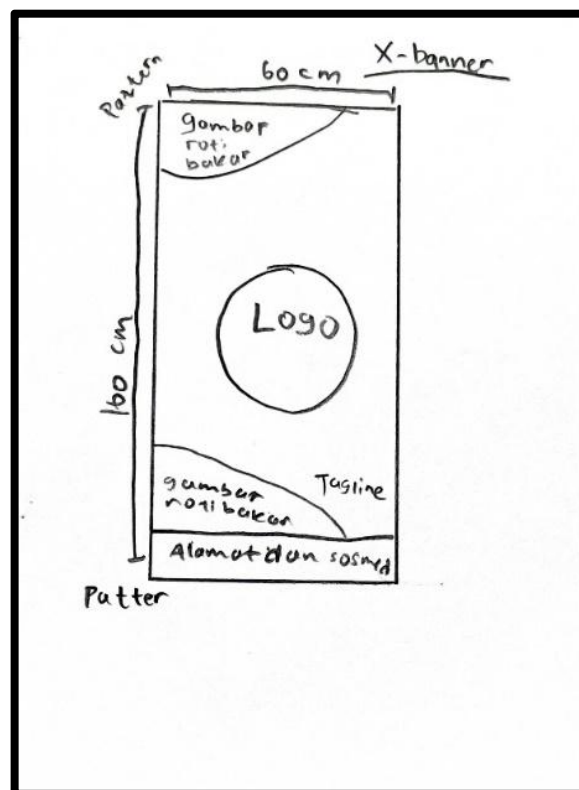 X-banner
60 cm
Pattern
gambar
roti
bakar
160 cm
Logo
gambar
roti bakar
Tagline
Alamat dan sosmed
Patter